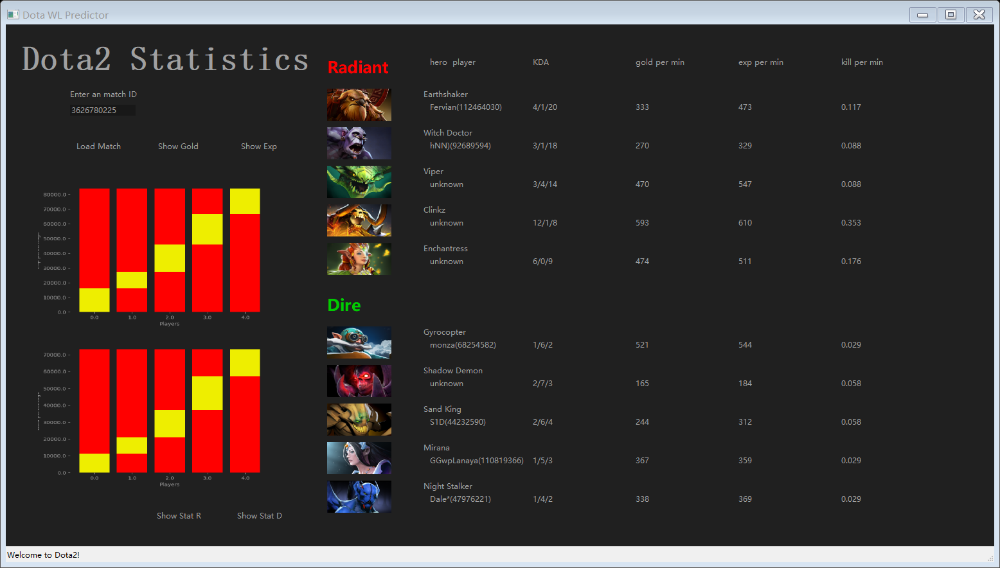 Dota WL Predictor
Dota2 Statistics
Enter an match ID
3626780225
Load Match Show Gold Show Exp
80000.0
70000.0
60000.0
50000.0
40000.0
30000.0
20000.0
10000.0
0.0
0.0 1.0 2.0 3.0 4.0
Players
70000.0
60000.0
50000.0
40000.0
30000.0
20000.0
10000.0
0.0
0.0 1.0 2.0 3.0 4.0
Players
Show Stat R Show Stat D
Radiant hero player KDA gold per min exp per min kill per min
Earthshaker
Fervian(112464030) 4/1/20 333 473 0.117
Witch Doctor
hNN)(92689594) 3/1/18 270 329 0.088
Viper
unknown 3/4/14 470 547 0.088
Clinkz
unknown 12/1/8 593 610 0.353
Enchantress
unknown 6/0/9 474 511 0.176
Dire
Gyrocopter
monza(68254582) 1/6/2 521 544 0.029
Shadow Demon
unknown 2/7/3 165 184 0.058
Sand King
S1D(44232590) 2/6/4 244 312 0.058
Mirana
GGwpLanaya(110819366) 1/5/3 367 359 0.029
Night Stalker
Dale*(47976221) 1/4/2 338 369 0.029
Welcome to Dota2!